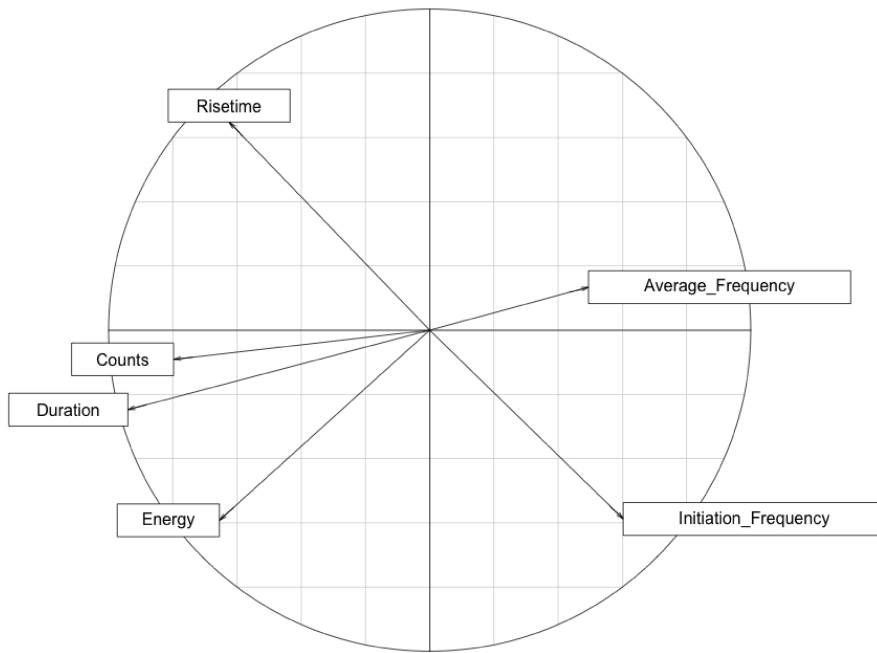 Risetime
Average_Frequency
Counts
Duration
Energy
Initiation_Frequency